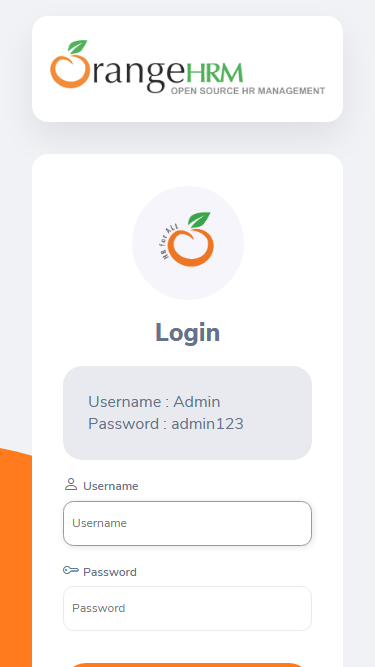 OrangeHRM
OPEN SOURCE HR MANAGEMENT
HR for ALL
Login
Username : Admin
Password : admin123
Username
Username
Password
Password